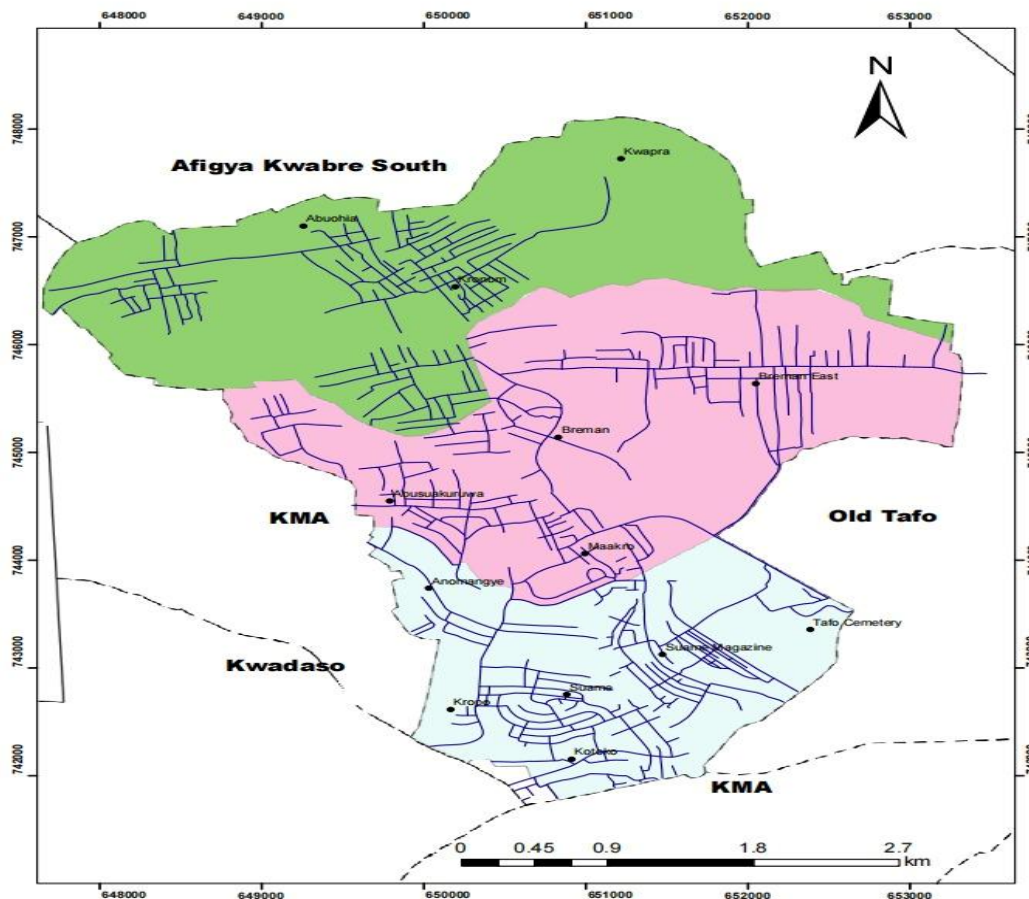 648000 649000 650000 651000 652000 653000
N
748000
Kwapra
Afigya Kwabre South
Abuohia
747000
Kronom
746000
Breman East
Breman
745000
Abusuakuruwa
KMA
Old Tafo
744000
Maakro
Anomangye
Tafo Cemetery
743000
Suame Magazine
Kwadaso
Suame
Kropo
Kotoko
742000
KMA
0 0.45 0.9 1.8 2.7
km
648000 649000 650000 651000 652000 653000